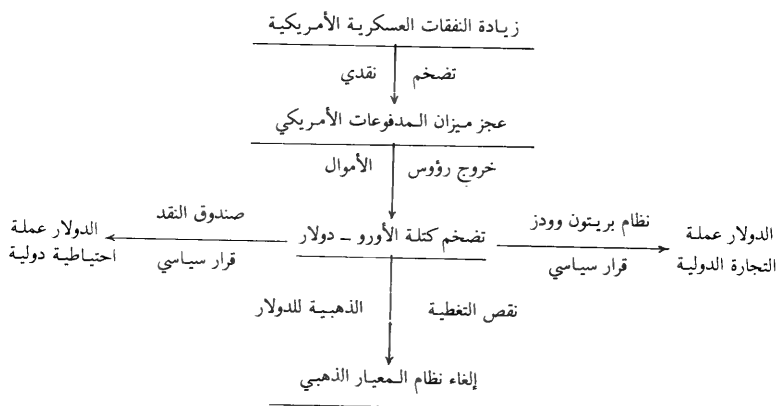 زيادة النفقات العسكرية الأمريكية
تضخم نقدي
عجز ميزان المدفوعات الأمريكي
خروج رؤوس الأموال
الدولار عملة
التجارة الدولية
نظام بريتون وودز
قرار سياسي
تضخم كتلة الأورو – دولار
صندوق النقد
قرار سياسي
الدولار عملة
احتياطية دولية
نقص التغطية الذهبية للدولار
إلغاء نظام المعيار الذهبي